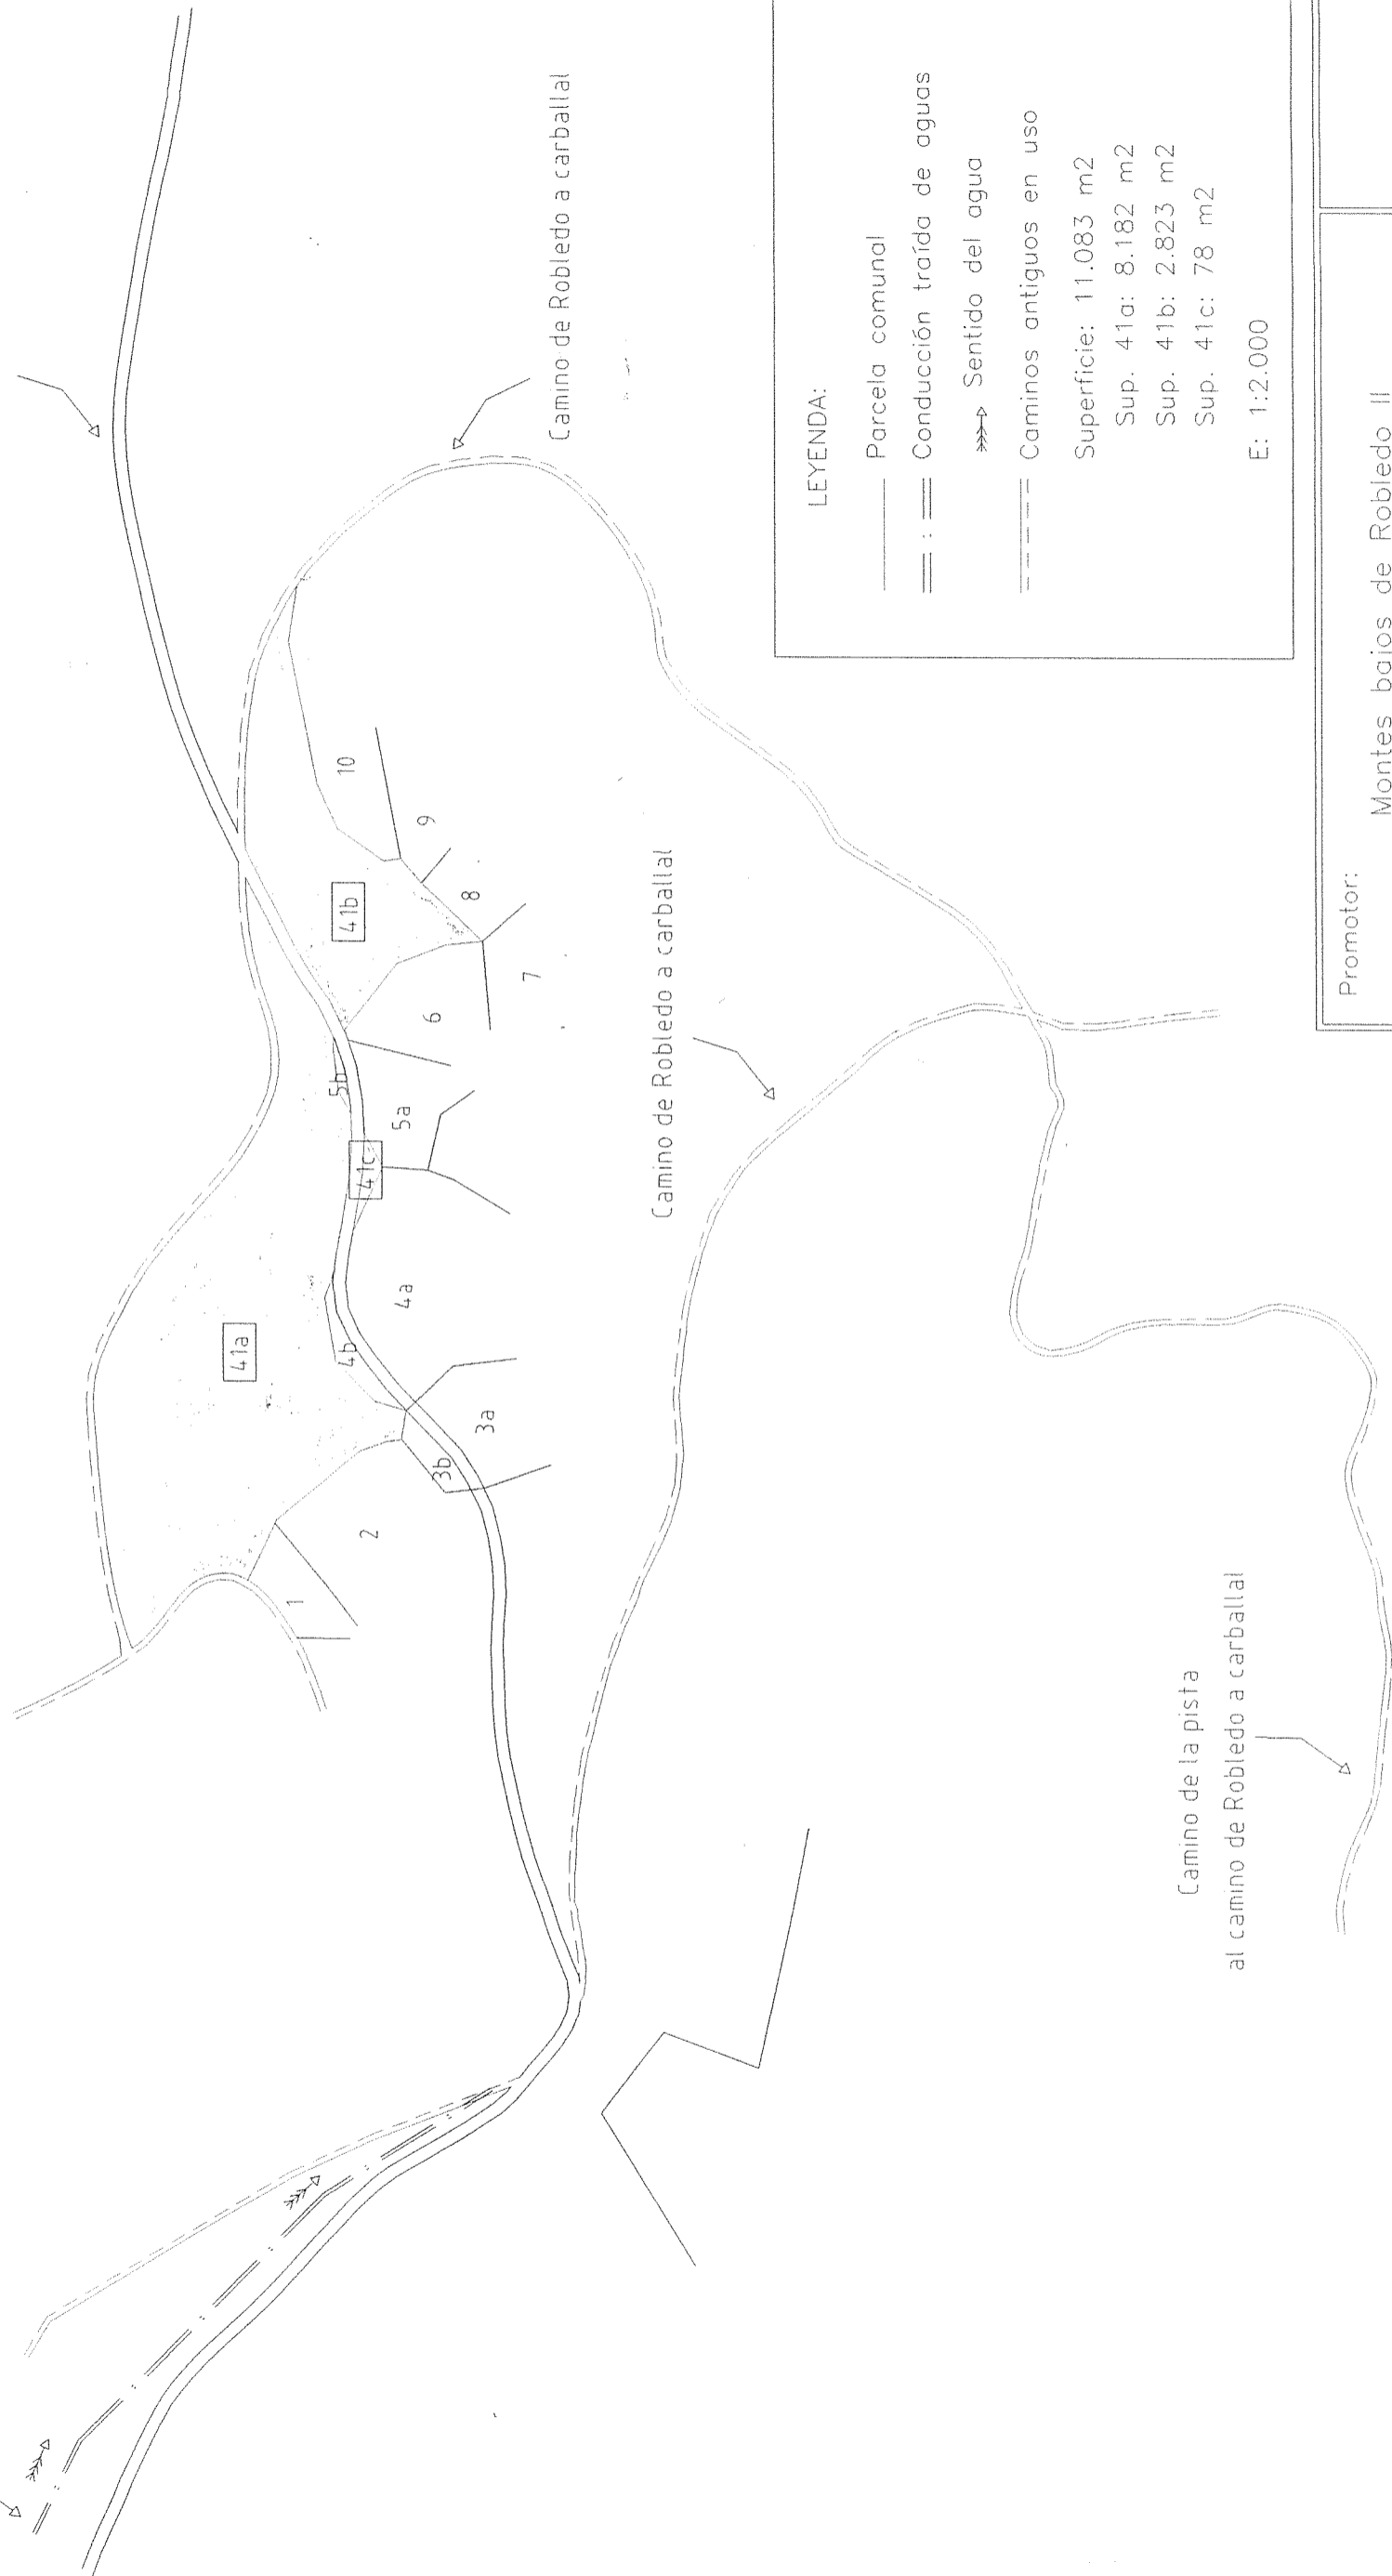 Camino de Robledo a carballal
Camino de Robledo a carballal
Camino de la pista
al camino de Robledo a carballal
1
2
3b
3a
4b
4a
5b
5a
6
7
8
9
10
41a
41b
41c
LEYENDA:
Parcela comunal
Conducción traída de aguas
Sentido del agua
Caminos antiguos en uso
Superficie: 11.083 m2
Sup. 41a: 8.182 m2
Sup. 41b: 2.823 m2
Sup. 41c: 78 m2
E: 1:2.000
Promotor:
Montes bajos de Robledo